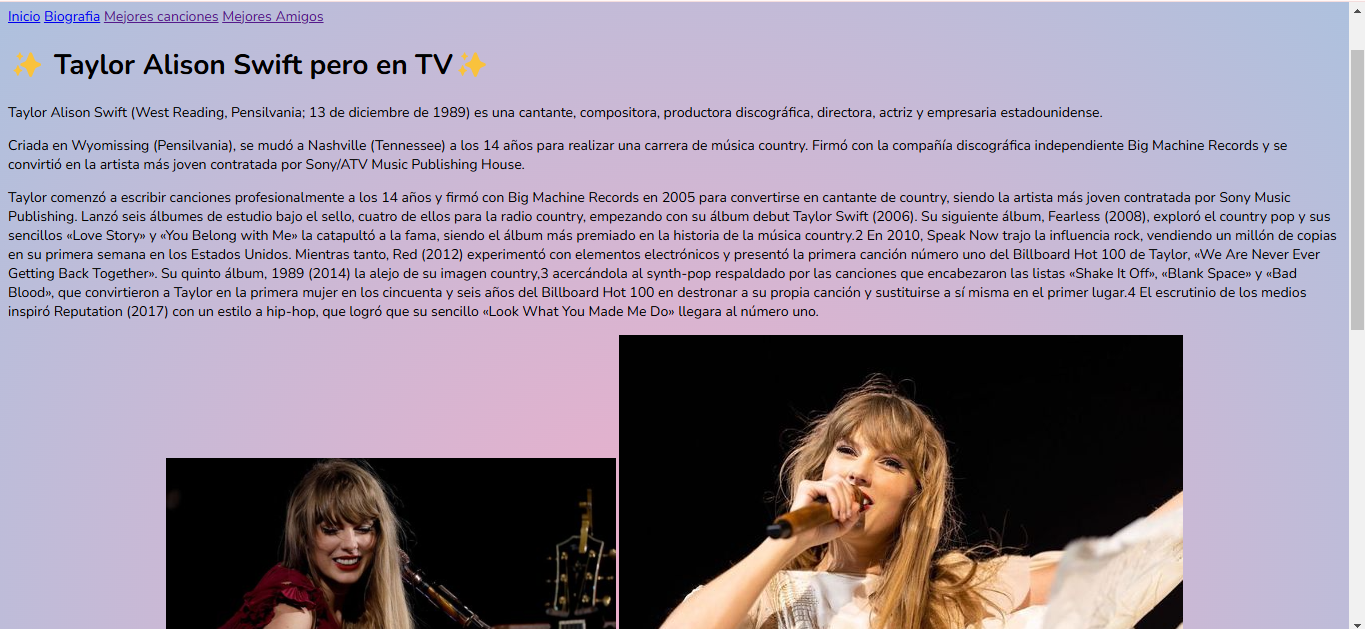 Inicio Biografia Mejores canciones Mejores Amigos
✨ Taylor Alison Swift pero en TV✨
Taylor Alison Swift (West Reading, Pensilvania; 13 de diciembre de 1989) es una cantante, compositora, productora discográfica, directora, actriz y empresaria estadounidense.
Criada en Wyomissing (Pensilvania), se mudó a Nashville (Tennessee) a los 14 años para realizar una carrera de música country. Firmó con la compañía discográfica independiente Big Machine Records y se
convirtió en la artista más joven contratada por Sony/ATV Music Publishing House.
Taylor comenzó a escribir canciones profesionalmente a los 14 años y firmó con Big Machine Records en 2005 para convertirse en cantante de country, siendo la artista más joven contratada por Sony Music
Publishing. Lanzó seis álbumes de estudio bajo el sello, cuatro de ellos para la radio country, empezando con su álbum debut Taylor Swift (2006). Su siguiente álbum, Fearless (2008), exploró el country pop y sus
sencillos «Love Story» y «You Belong with Me» la catapultó a la fama, siendo el álbum más premiado en la historia de la música country.2 En 2010, Speak Now trajo la influencia rock, vendiendo un millón de copias
en su primera semana en los Estados Unidos. Mientras tanto, Red (2012) experimentó con elementos electrónicos y presentó la primera canción número uno del Billboard Hot 100 de Taylor, «We Are Never Ever
Getting Back Together». Su quinto álbum, 1989 (2014) la alejo de su imagen country,3 acercándola al synth-pop respaldado por las canciones que encabezaron las listas «Shake It Off», «Blank Space» y «Bad
Blood», que convirtieron a Taylor en la primera mujer en los cincuenta y seis años del Billboard Hot 100 en destronar a su propia canción y sustituirse a sí misma en el primer lugar.4 El escrutinio de los medios
inspiró Reputation (2017) con un estilo a hip-hop, que logró que su sencillo «Look What You Made Me Do» llegara al número uno.